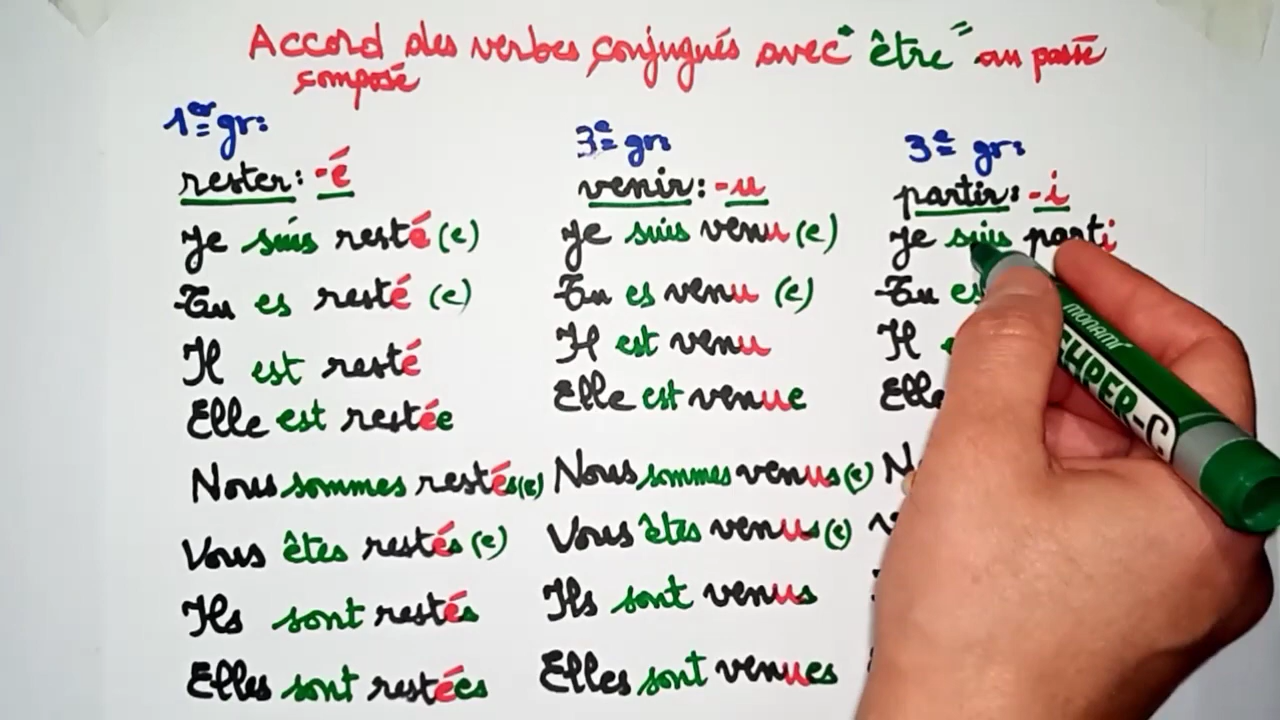 Accord des verbes conjugués avec "être" au passé
composé
1er gr:
rester: -é
Je suis resté (e)
Tu es resté (e)
Il est resté
Elle est restée
Nous sommes restés(e)
Vous êtes restés (e)
Ils sont restés
Elles sont restées
3e gr:
venir: -u
Je suis venu (e)
Tu es venu (e)
Il est venu
Elle est venue
Nous sommes venus (e)
Vous êtes venus (e)
Ils sont venus
Elles sont venues
3e gr:
partir: -i
Je suis parti
Tu es
Il
Elle
MONAMI